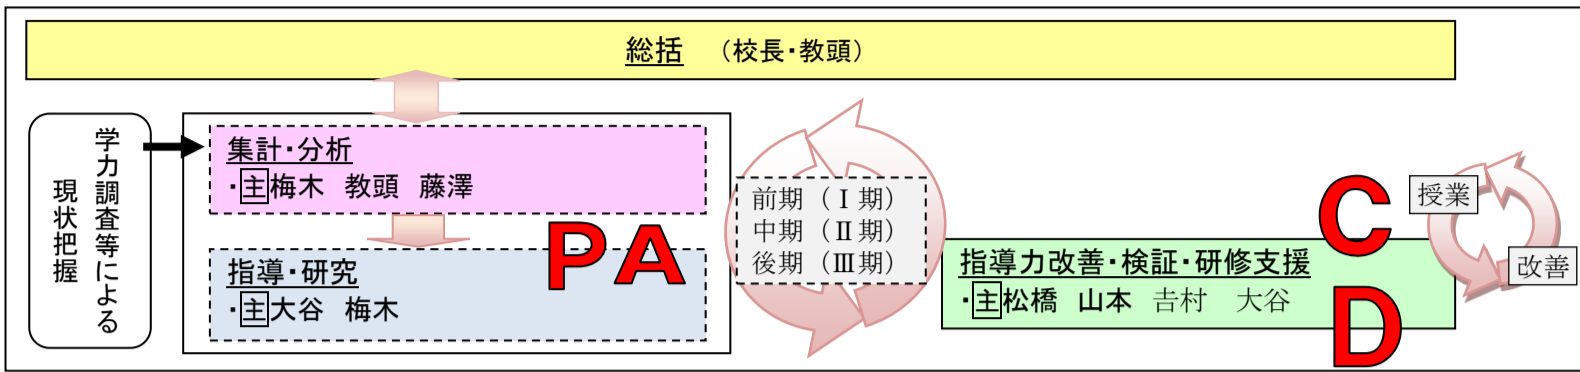 総括　（校長・教頭）
学力調査等による
現状把握
集計・分析
・主梅木　教頭　藤澤
指導・研究
・主大谷　梅木
P A
前期（Ⅰ期）
中期（Ⅱ期）
後期（Ⅲ期）
指導力改善・検証・研修支援
・主松橋　山本　𠮷村　大谷
C
D
授業
改善